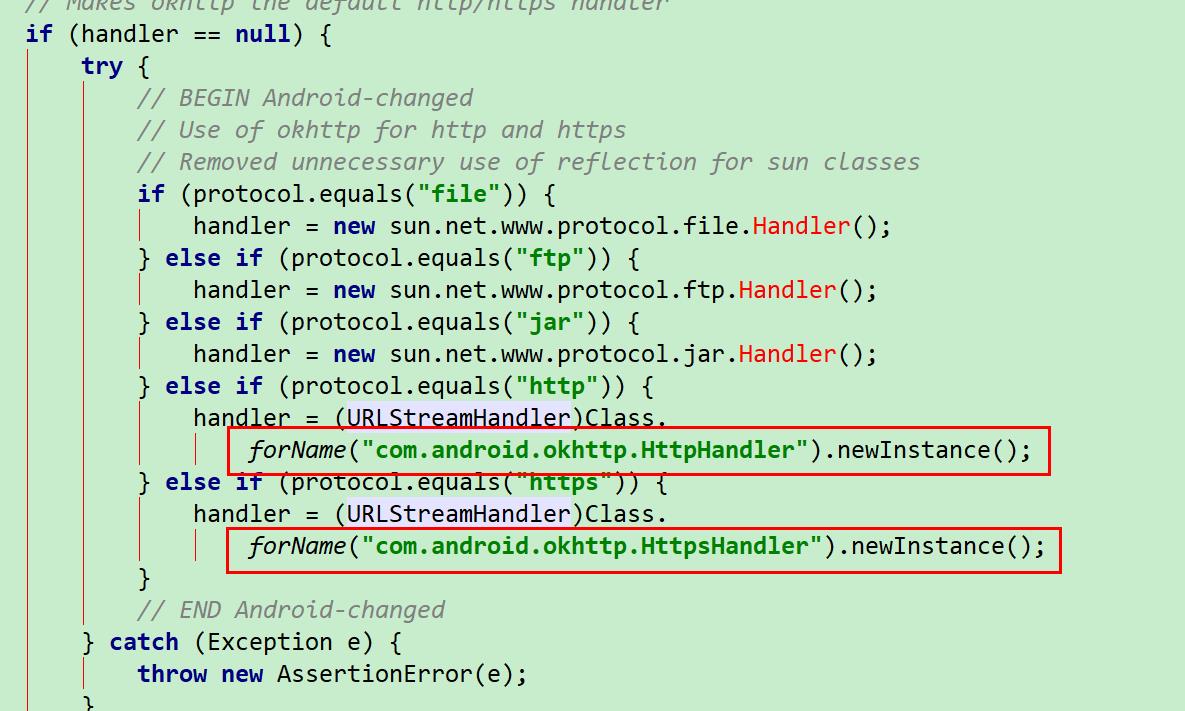 // Makes okhttp the default http/https handler
if (handler == null) {
try {
// BEGIN Android-changed
// Use of okhttp for http and https
// Removed unnecessary use of reflection for sun classes
if (protocol.equals("file")) {
handler = new sun.net.www.protocol.file.Handler();
} else if (protocol.equals("ftp")) {
handler = new sun.net.www.protocol.ftp.Handler();
} else if (protocol.equals("jar")) {
handler = new sun.net.www.protocol.jar.Handler();
} else if (protocol.equals("http")) {
handler = (URLStreamHandler)Class.
forName("com.android.okhttp.HttpHandler").newInstance();
} else if (protocol.equals("https")) {
handler = (URLStreamHandler)Class.
forName("com.android.okhttp.HttpsHandler").newInstance();
}
// END Android-changed
} catch (Exception e) {
throw new AssertionError(e);
}